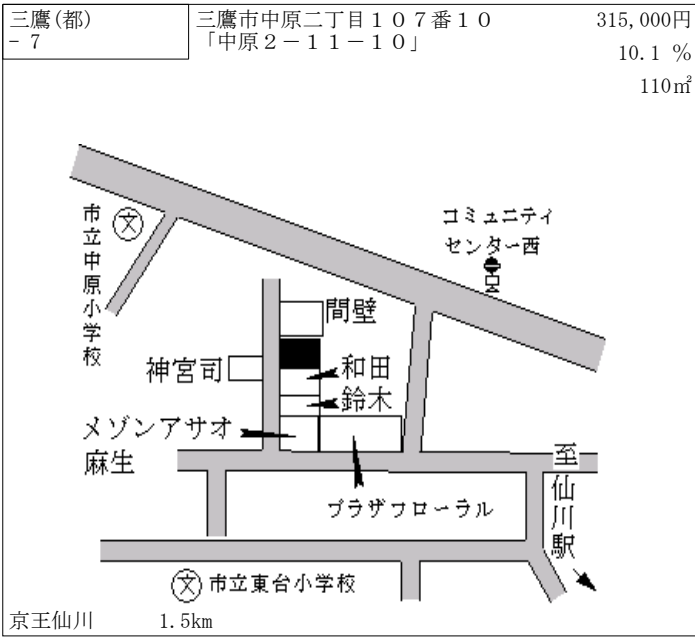 三鷹(都)
- 7
三鷹市中原二丁目107番10
「中原2-11-10」
315,000円
10.1 %
110㎡
市立中原小学校
文
コミュニティ
センター西
間壁
神宮司
和田
鈴木
メゾンアサオ
麻生
プラザフローラル
至仙川駅
文 市立東台小学校
京王仙川 1.5km